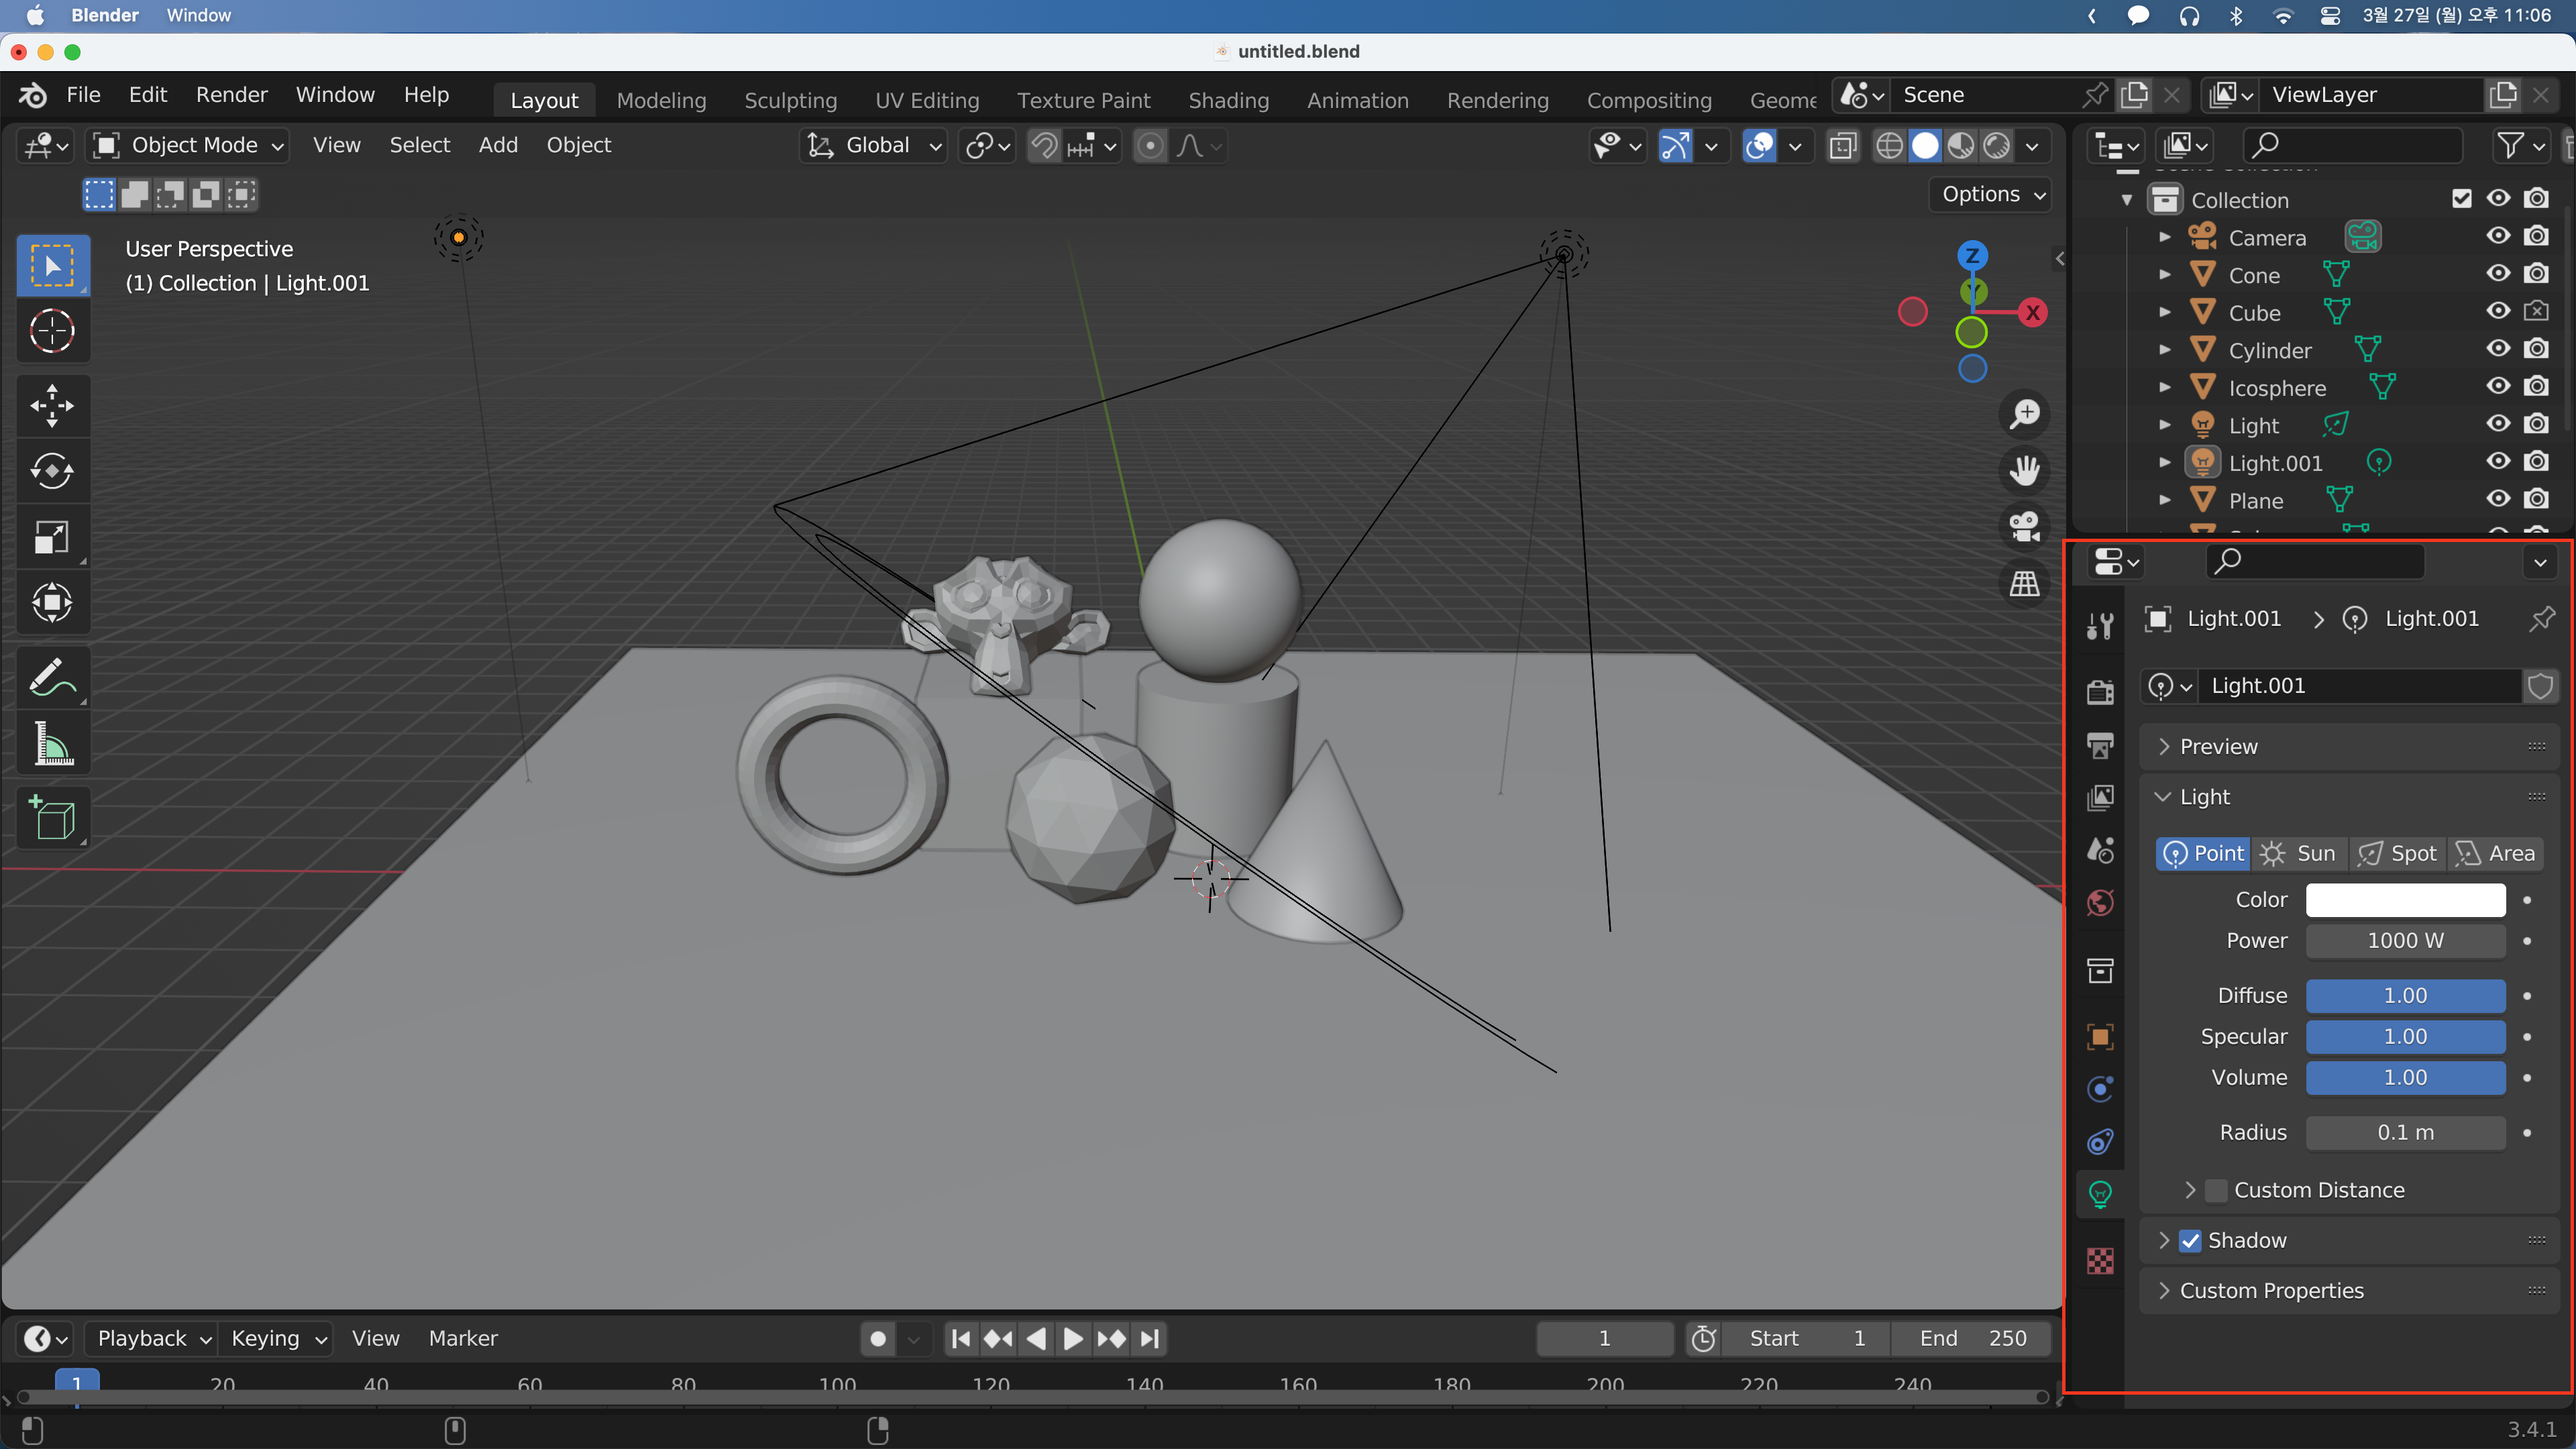 Blender Window 3월 27일 (월) 오후 11:06
untitled.blend
File Edit Render Window Help Layout Modeling Sculpting UV Editing Texture Paint Shading Animation Rendering Compositing Geome Scene ViewLayer
Object Mode View Select Add Object Global
Options
User Perspective
(1) Collection | Light.001
Z
Y
X
Scene Collection
Collection
Camera
Cone
Cube
Cylinder
Icosphere
Light
Light.001
Plane
Light.001 Light.001
Light.001
Preview
Light
Point Sun Spot Area
Color
Power 1000 W
Diffuse 1.00
Specular 1.00
Volume 1.00
Radius 0.1 m
Custom Distance
Shadow
Custom Properties
Playback Keying View Marker 1 Start 1 End 250
1 20 40 60 80 100 120 140 160 180 200 220 240
3.4.1